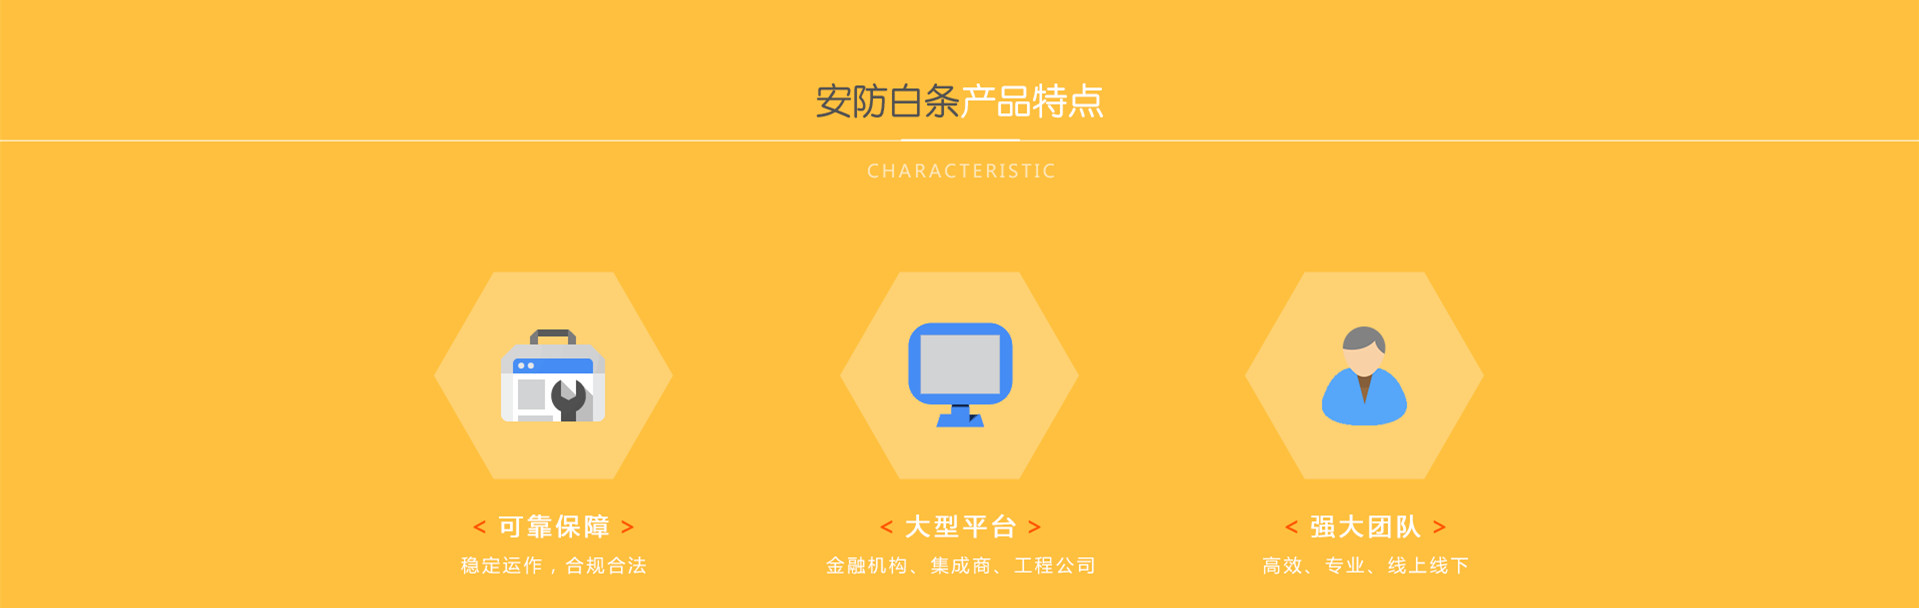 安防白条产品特点
CHARACTERISTIC
< 可靠保障 >
稳定运作，合规合法
< 大型平台 >
金融机构、集成商、工程公司
< 强大团队 >
高效、专业、线上线下